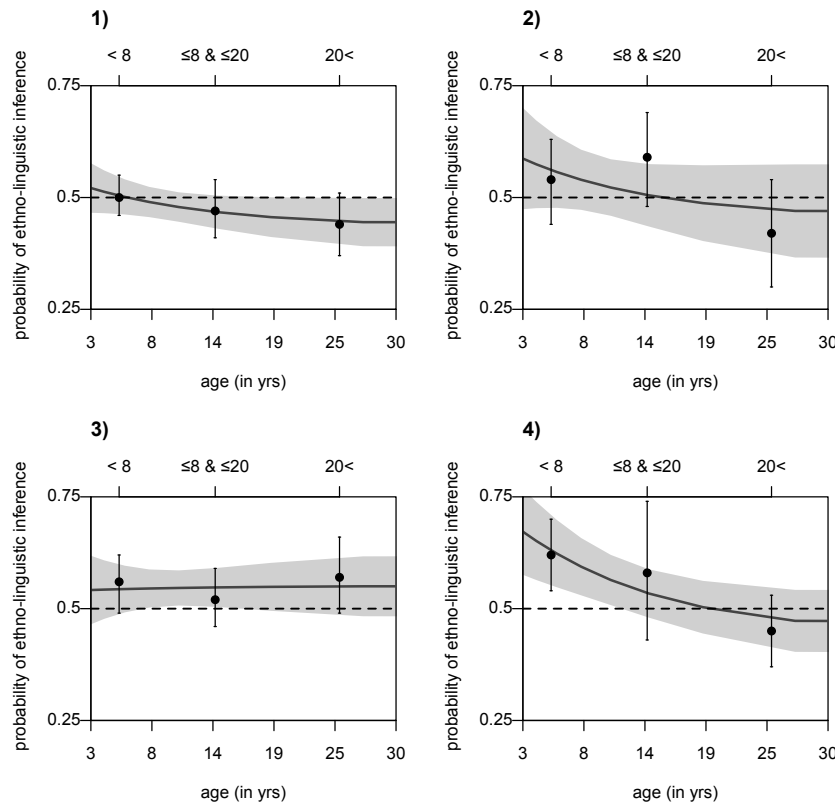 1)
< 8 ≤8 & ≤20 20<
probability of ethno-linguistic inference
0.75
0.5
0.25
3 8 14 19 25 30
age (in yrs)
2)
< 8 ≤8 & ≤20 20<
probability of ethno-linguistic inference
0.75
0.5
0.25
3 8 14 19 25 30
age (in yrs)
3)
< 8 ≤8 & ≤20 20<
probability of ethno-linguistic inference
0.75
0.5
0.25
3 8 14 19 25 30
age (in yrs)
4)
< 8 ≤8 & ≤20 20<
probability of ethno-linguistic inference
0.75
0.5
0.25
3 8 14 19 25 30
age (in yrs)